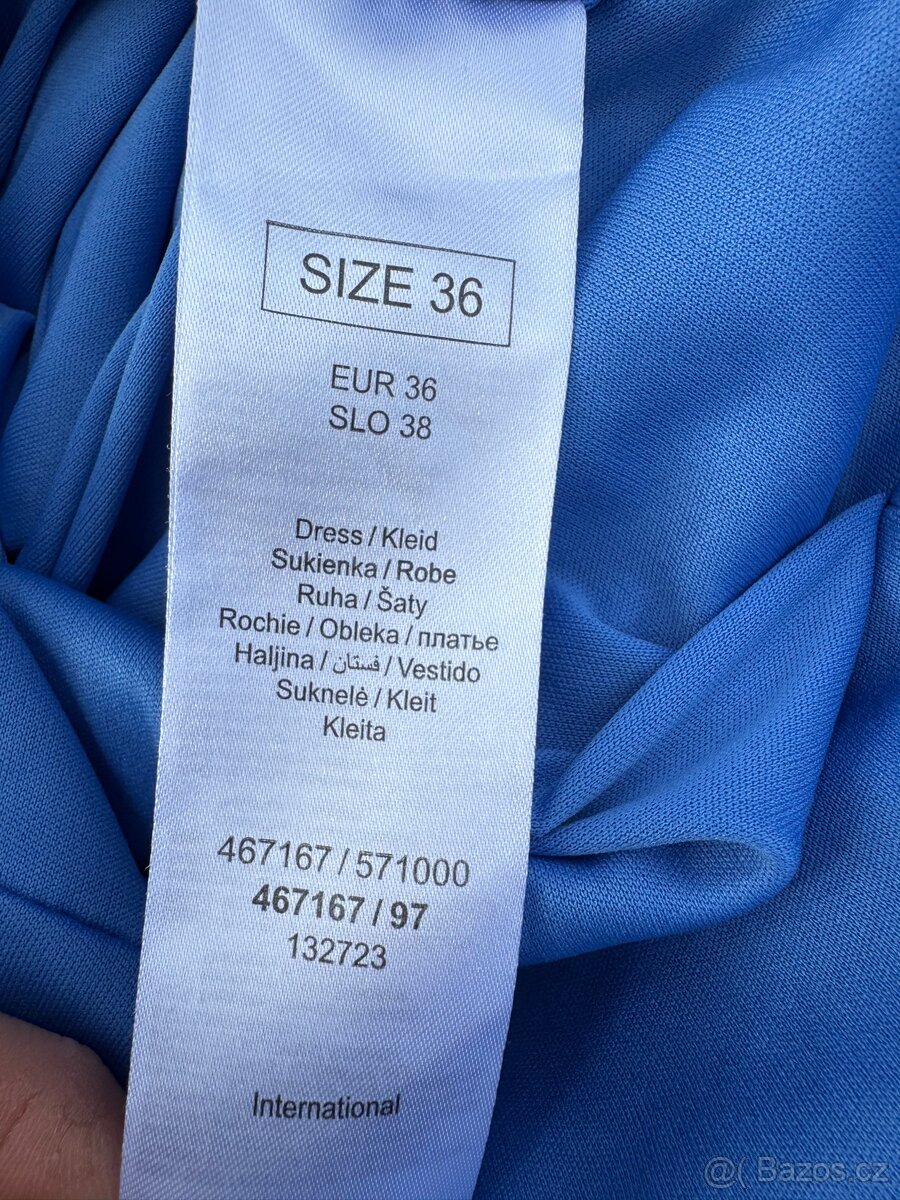 SIZE 36
EUR 36
SLO 38
Dress / Kleid
Sukienka / Robe
Ruha / Šaty
Rochie / Obleka / платье
Haljina / فستان / Vestido
Suknelė / Kleit
Kleita
467167 / 571000
467167 / 97
132723
International
@( Bazos.cz